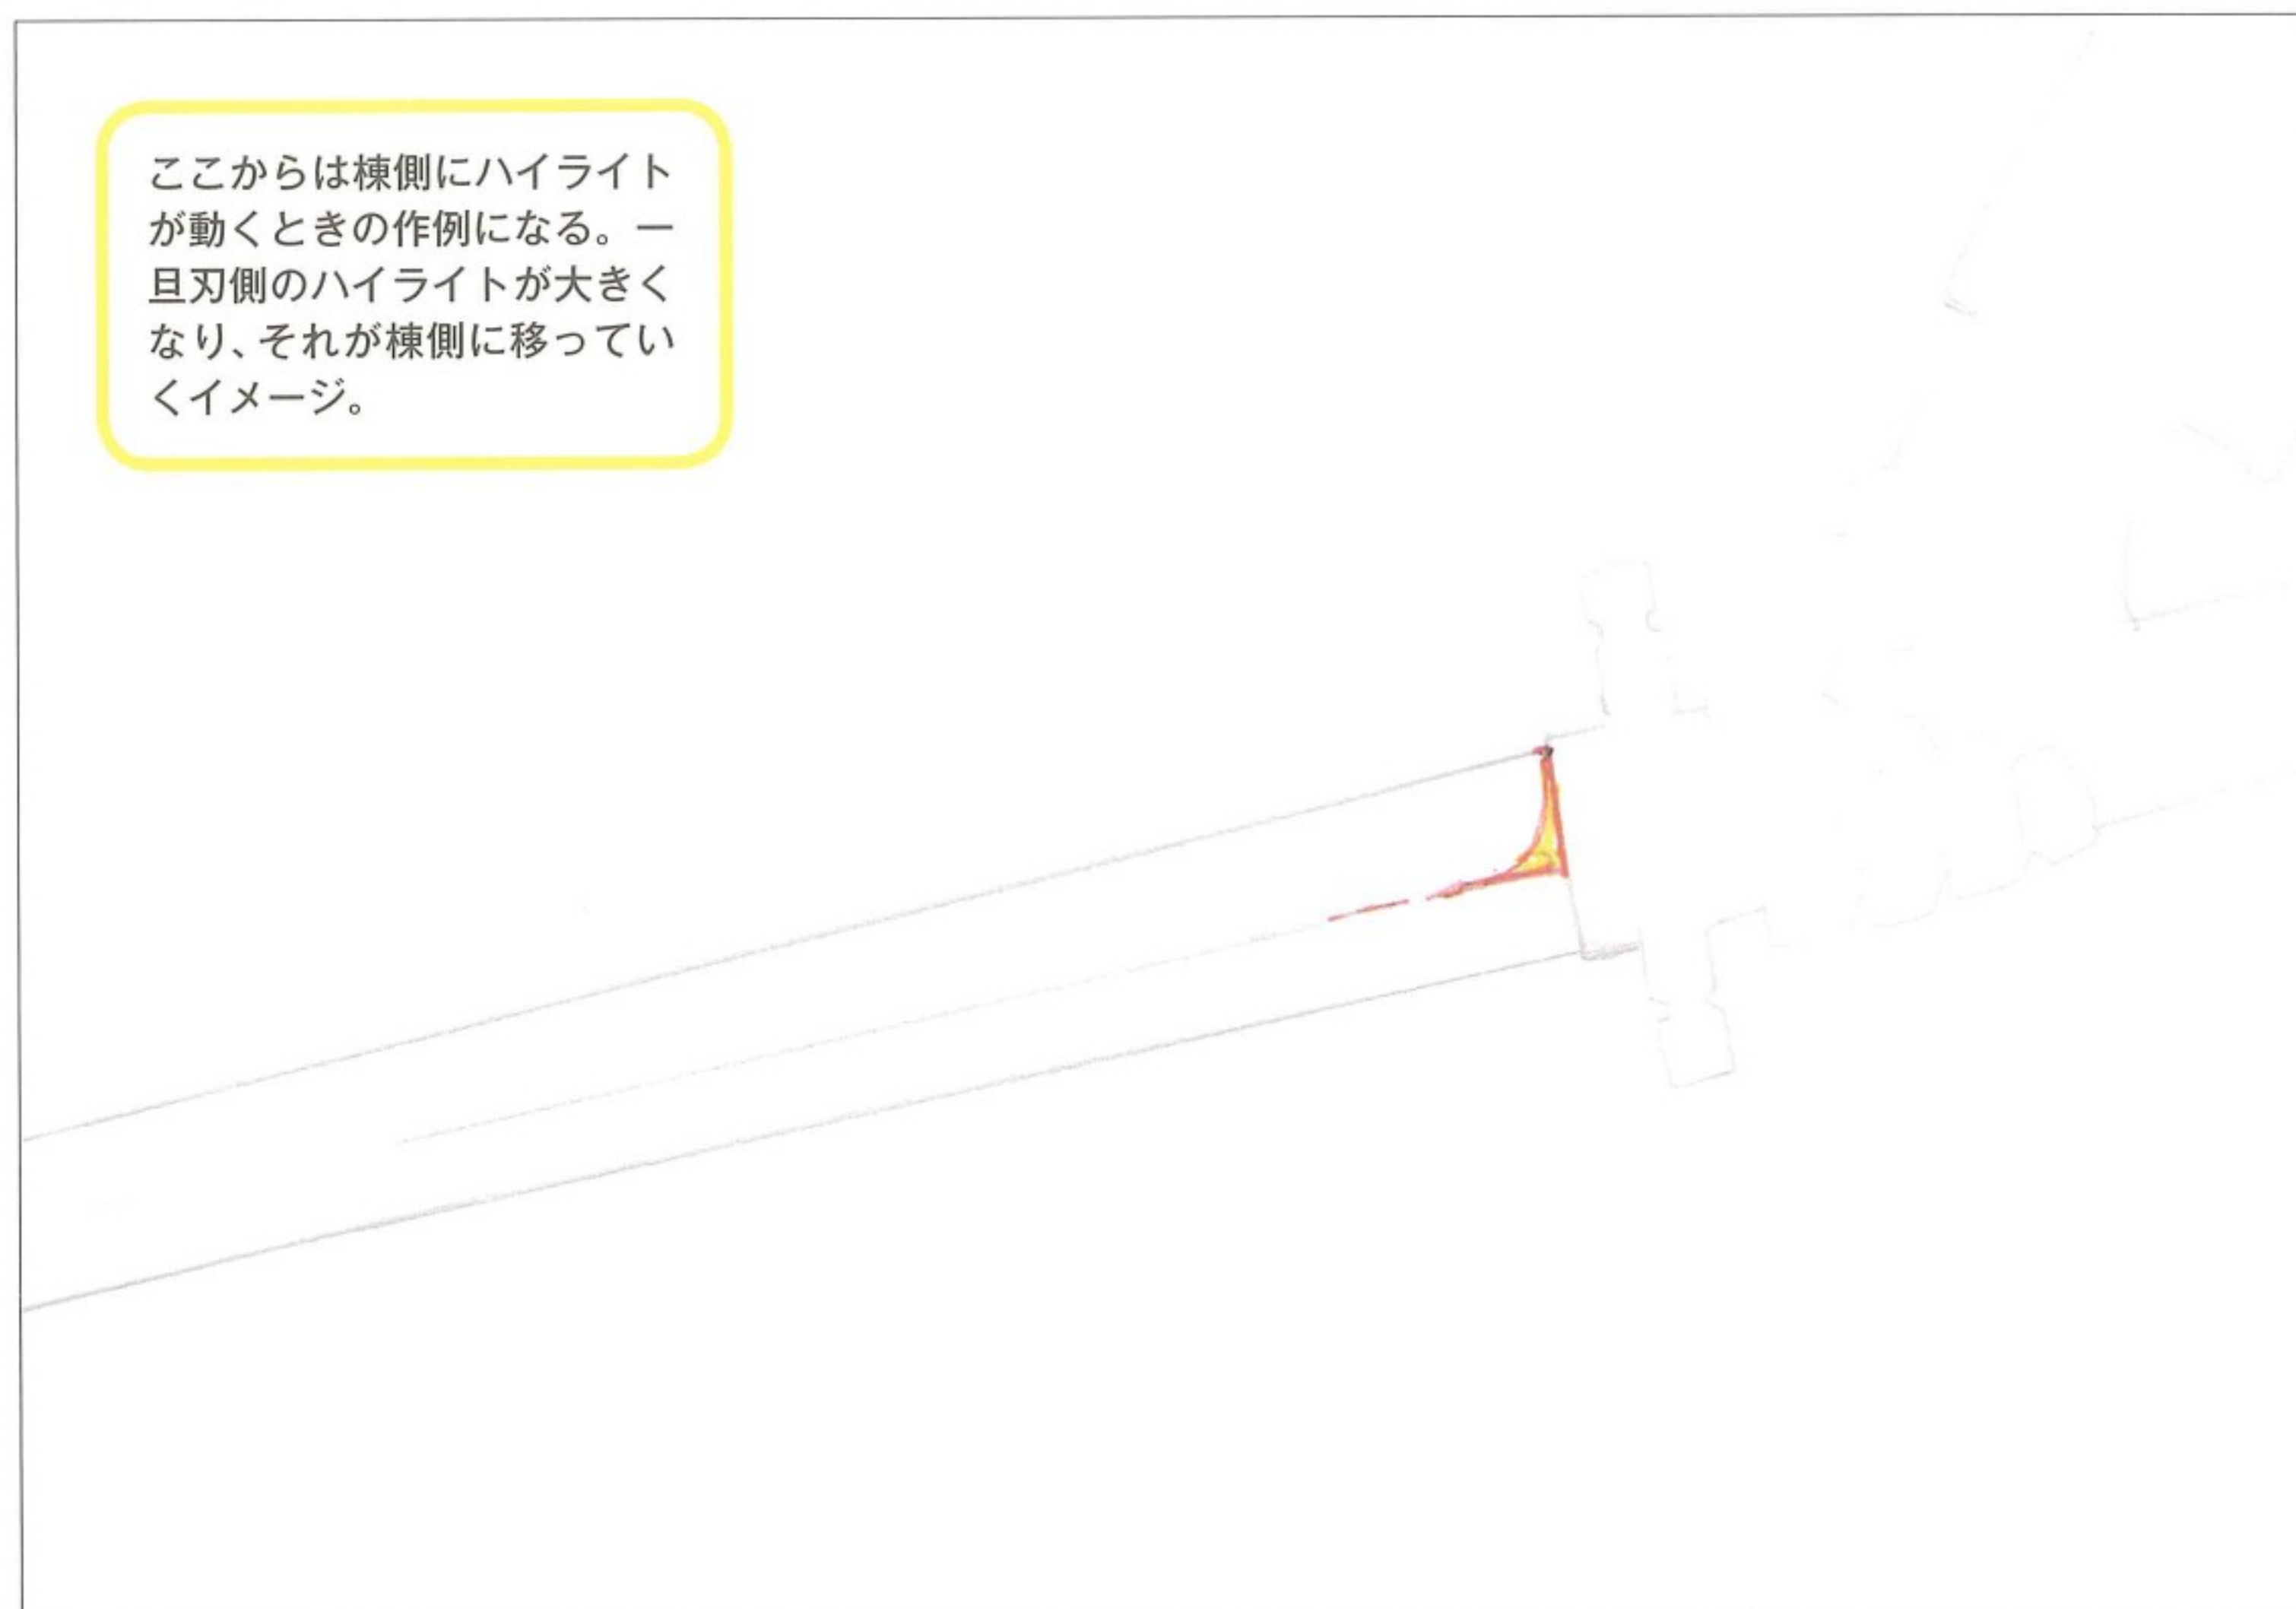 ここからは棟側にハイライト
が動くときの作例になる。一
旦刃側のハイライトが大きく
なり、それが棟側に移ってい
くイメージ。